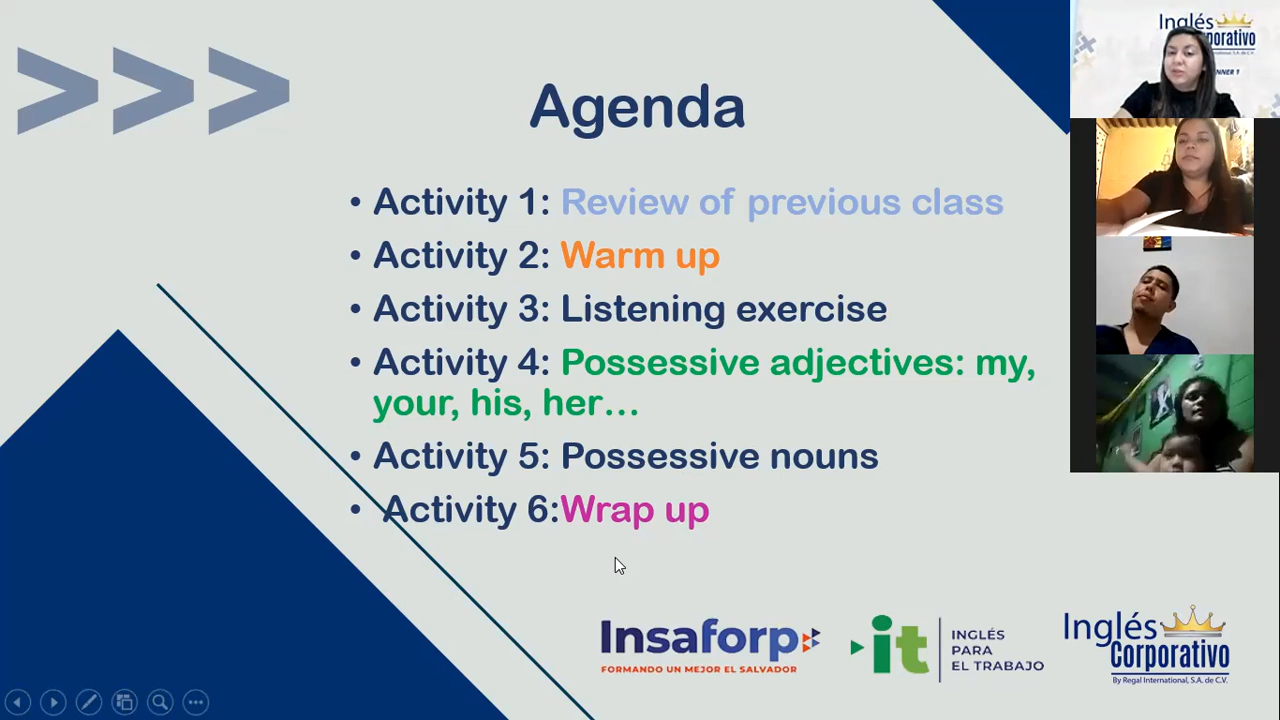 >>>
Agenda
• Activity 1: Review of previous class
• Activity 2: Warm up
• Activity 3: Listening exercise
• Activity 4: Possessive adjectives: my,
your, his, her...
• Activity 5: Possessive nouns
• Activity 6:Wrap up
Insaforp
FORMANDO UN MEJOR EL SALVADOR
it
INGLÉS
PARA
EL TRABAJO
Inglés
Corporativo
By Regal International, S.A. de C.V.
Inglés